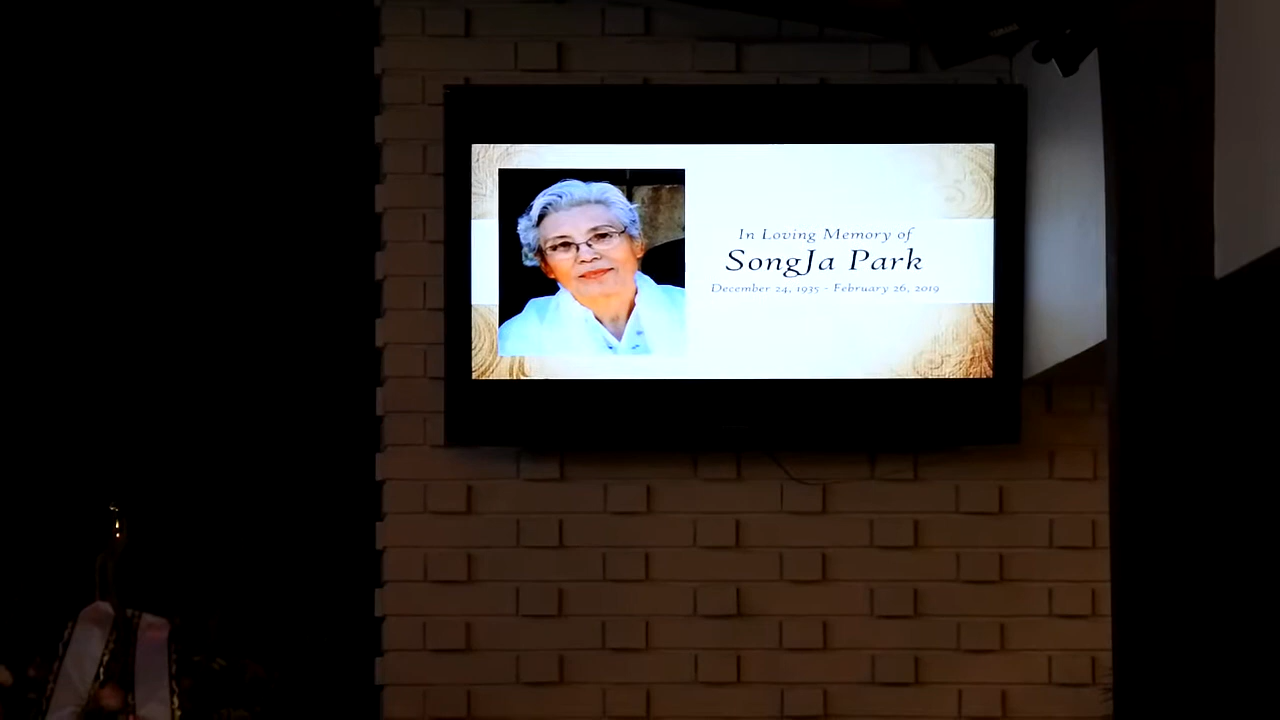 In Loving Memory of
SongJa Park
December 24, 1935 - February 26, 2019